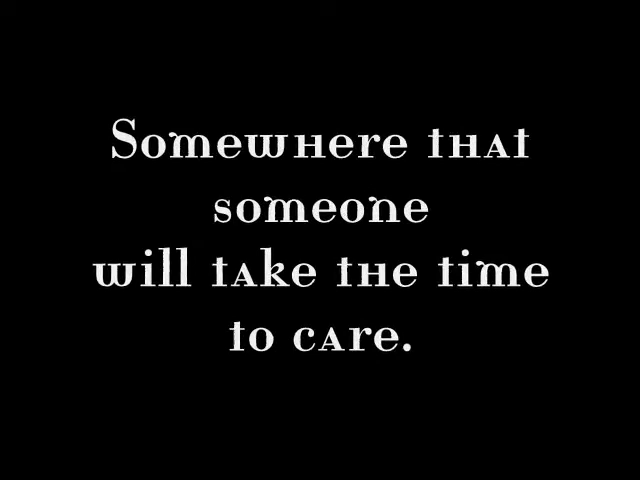 Somewhere that
someone
will take the time
to care.